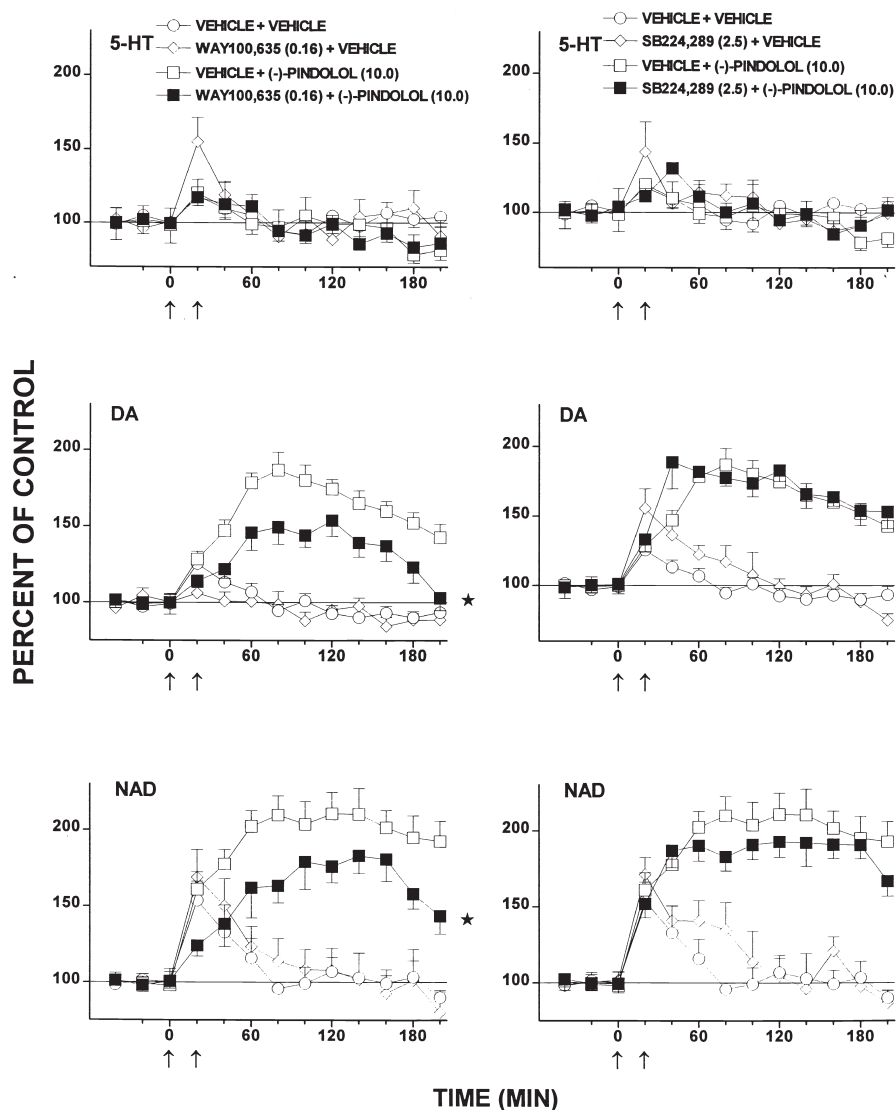 5-HT
VEHICLE + VEHICLE
WAY100,635 (0.16) + VEHICLE
VEHICLE + (-)-PINDOLOL (10.0)
WAY100,635 (0.16) + (-)-PINDOLOL (10.0)
200
150
100
0 60 120 180
↑ ↑
5-HT
VEHICLE + VEHICLE
SB224,289 (2.5) + VEHICLE
VEHICLE + (-)-PINDOLOL (10.0)
SB224,289 (2.5) + (-)-PINDOLOL (10.0)
200
150
100
0 60 120 180
↑ ↑
PERCENT OF CONTROL
DA
200
150
100
0 60 120 180
★
↑ ↑
DA
200
150
100
0 60 120 180
↑ ↑
NAD
200
150
100
0 60 120 180
★
↑ ↑
NAD
200
150
100
0 60 120 180
↑ ↑
TIME (MIN)